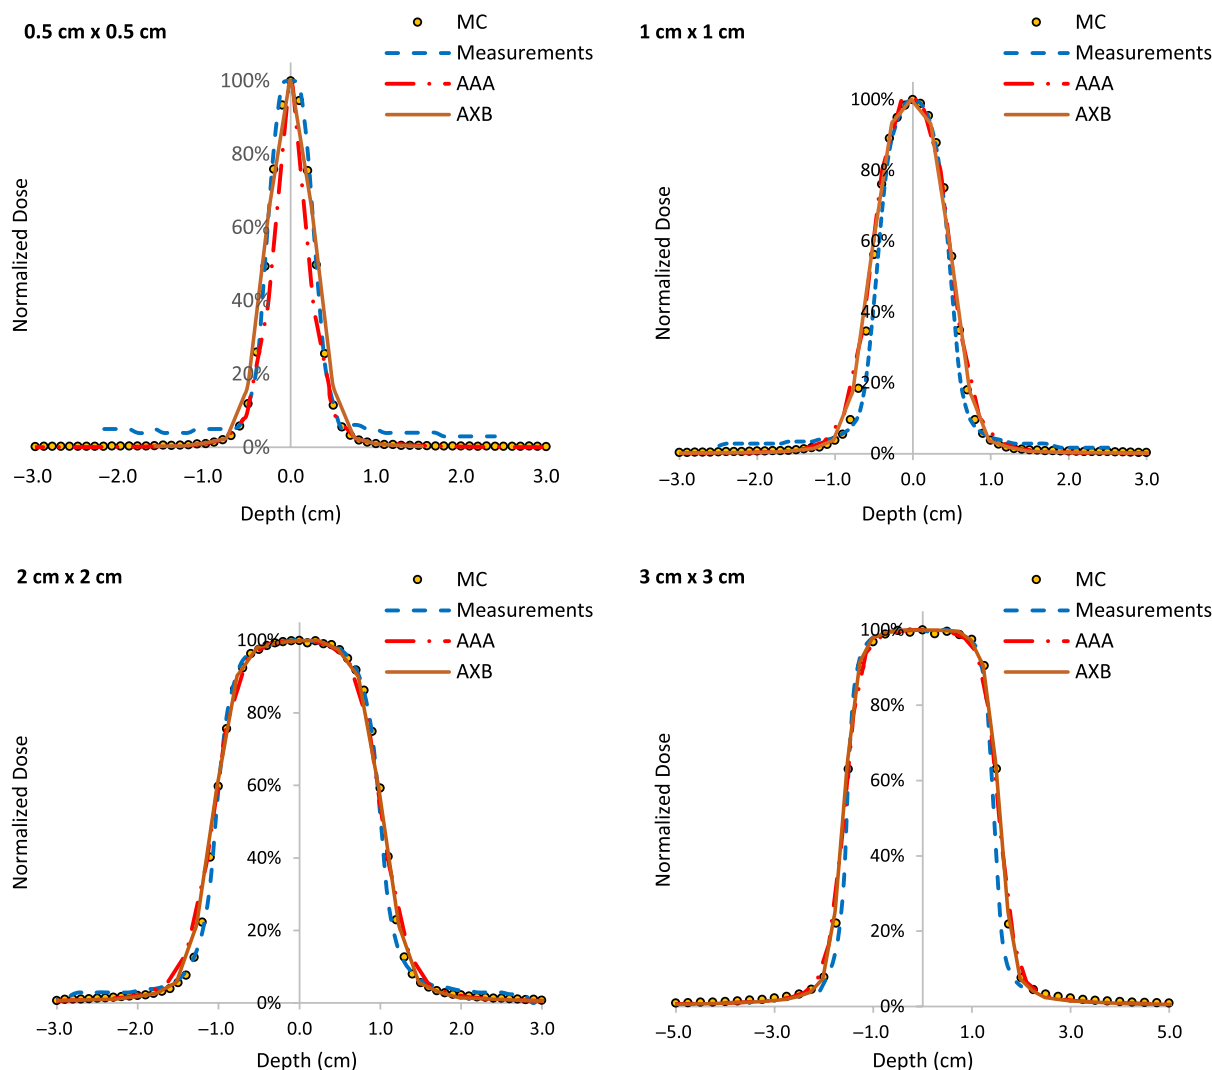 0.5 cm x 0.5 cm
MC
Measurements
AAA
AXB
100%
80%
60%
40%
20%
0%
Normalized Dose
–3.0 –2.0 –1.0 0.0 1.0 2.0 3.0
Depth (cm)
1 cm x 1 cm
MC
Measurements
AAA
AXB
100%
80%
60%
40%
20%
0%
Normalized Dose
–3.0 –2.0 –1.0 0.0 1.0 2.0 3.0
Depth (cm)
2 cm x 2 cm
MC
Measurements
AAA
AXB
100%
80%
60%
40%
20%
0%
Normalized Dose
–3.0 –2.0 –1.0 0.0 1.0 2.0 3.0
Depth (cm)
3 cm x 3 cm
MC
Measurements
AAA
AXB
100%
80%
60%
40%
20%
0%
Normalized Dose
–5.0 –3.0 –1.0 1.0 3.0 5.0
Depth (cm)